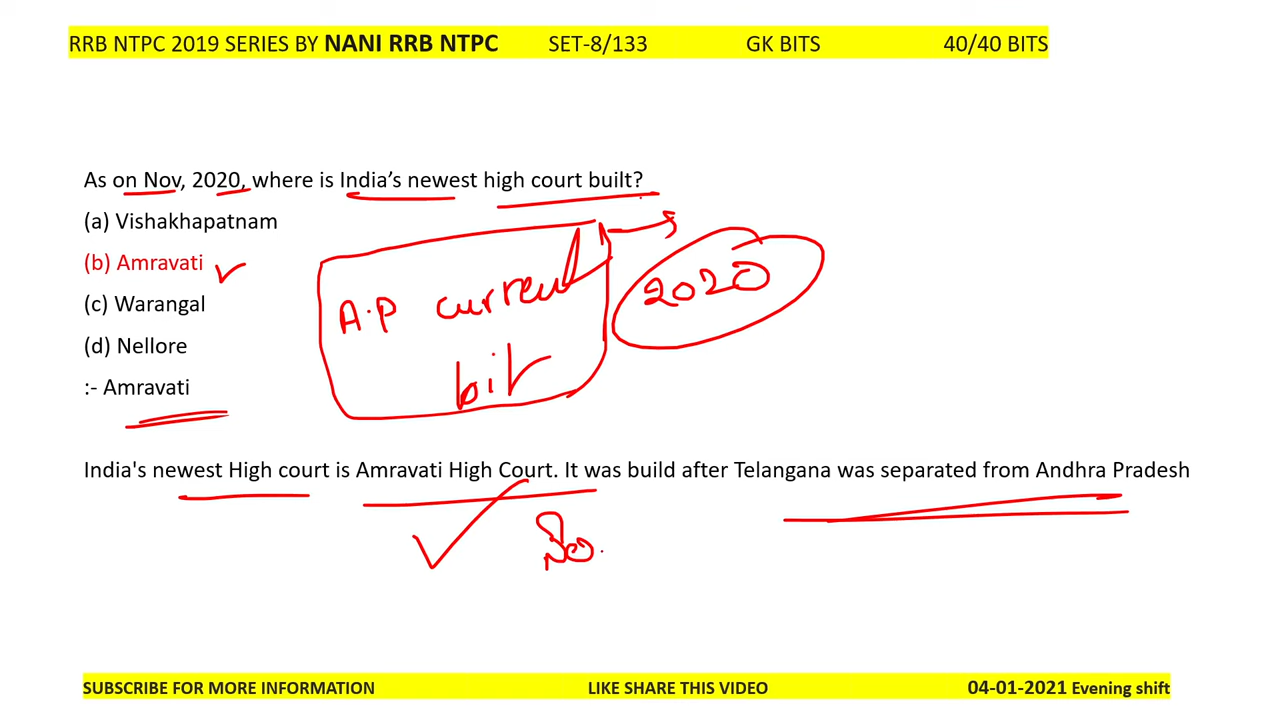 RRB NTPC 2019 SERIES BY NANI RRB NTPC SET-8/133 GK BITS 40/40 BITS
As on Nov, 2020, where is India's newest high court built?
(a) Vishakhapatnam
(b) Amravati
(c) Warangal
(d) Nellore
:- Amravati
A.P current
bit
2020
India's newest High court is Amravati High Court. It was build after Telangana was separated from Andhra Pradesh
SUBSCRIBE FOR MORE INFORMATION LIKE SHARE THIS VIDEO 04-01-2021 Evening shift